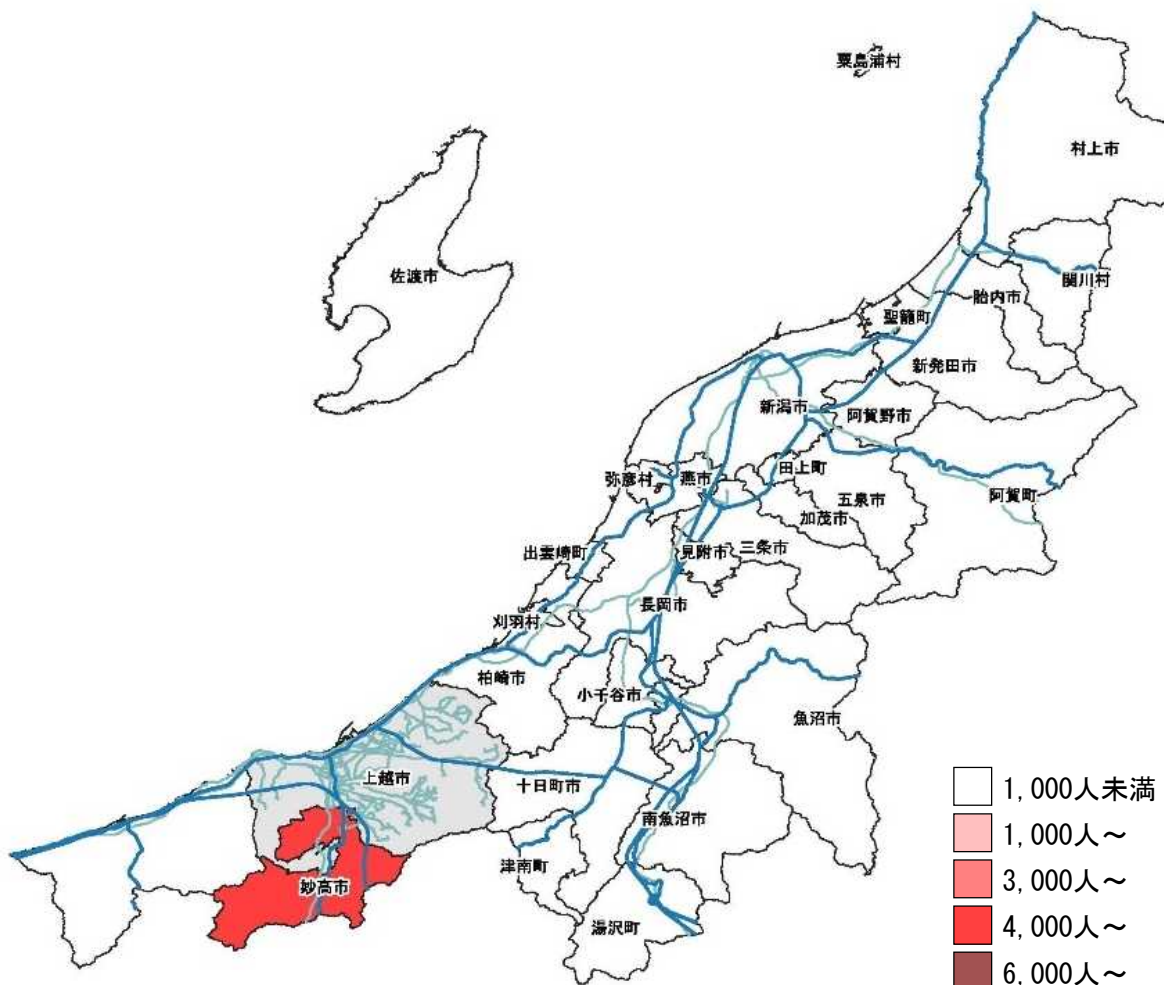 粟島浦村
村上市
佐渡市
関川村
胎内市
聖籠町
新発田市
新潟市
阿賀野市
弥彦村
燕市
田上町
五泉市
阿賀町
加茂市
出雲崎町
見附市
三条市
長岡市
刈羽村
柏崎市
小千谷市
魚沼市
上越市
十日町市
南魚沼市
津南町
妙高市
湯沢町
1,000人未満
1,000人～
3,000人～
4,000人～
6,000人～